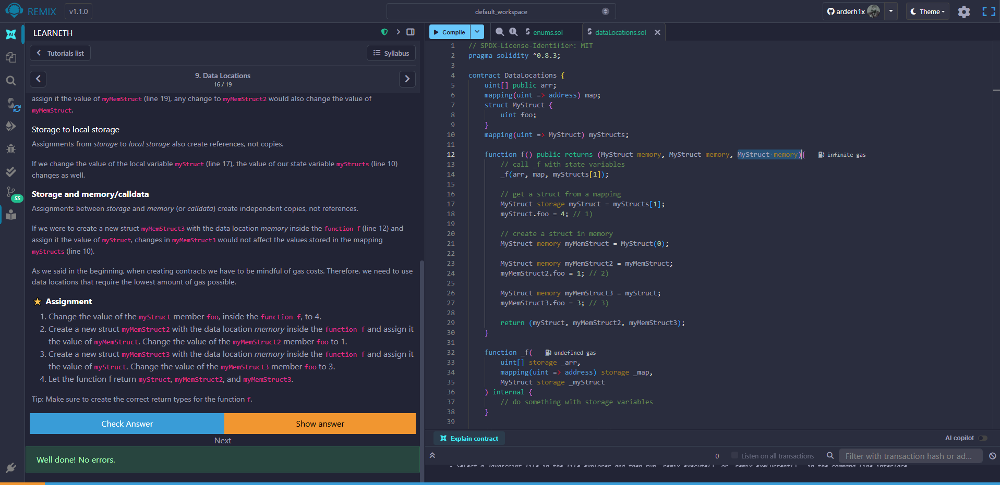 REMIX
v1.1.0
default_workspace
arderh1x
Theme
LEARNETH
Tutorials list
Syllabus
9. Data Locations
16 / 19
assign it the value of myMemStruct (line 19), any change to myMemStruct2 would also change the value of
myMemStruct.
Storage to local storage
Assignments from storage to local storage also create references, not copies.
If we change the value of the local variable myStruct (line 17), the value of our state variable myStructs (line 10)
changes as well.
Storage and memory/calldata
Assignments between storage and memory (or calldata) create independent copies, not references.
If we were to create a new struct myMemStruct3 with the data location memory inside the function f (line 12) and
assign it the value of myStruct, changes in myMemStruct3 would not affect the values stored in the mapping
myStructs (line 10).
As we said in the beginning, when creating contracts we have to be mindful of gas costs. Therefore, we need to use
data locations that require the lowest amount of gas possible.
⭐ Assignment
1. Change the value of the myStruct member foo, inside the function f, to 4.
2. Create a new struct myMemStruct2 with the data location memory inside the function f and assign it
the value of myMemStruct. Change the value of the myMemStruct2 member foo to 1.
3. Create a new struct myMemStruct3 with the data location memory inside the function f and assign it
the value of myStruct. Change the value of the myMemStruct3 member foo to 3.
4. Let the function f return myStruct, myMemStruct2, and myMemStruct3.
Tip: Make sure to create the correct return types for the function f.
Check Answer
Show answer
Next
Well done! No errors.
AI
55
Compile
enums.sol
dataLocations.sol
1 // SPDX-License-Identifier: MIT
2 pragma solidity ^0.8.3;
3
4 contract DataLocations {
5 uint[] public arr;
6 mapping(uint => address) map;
7 struct MyStruct {
8 uint foo;
9 }
10 mapping(uint => MyStruct) myStructs;
11
12 function f() public returns (MyStruct memory, MyStruct memory, MyStruct memory){ infinite gas
13 // call _f with state variables
14 _f(arr, map, myStructs[1]);
15
16 // get a struct from a mapping
17 MyStruct storage myStruct = myStructs[1];
18 myStruct.foo = 4; // 1)
19
20 // create a struct in memory
21 MyStruct memory myMemStruct = MyStruct(0);
22
23 MyStruct memory myMemStruct2 = myMemStruct;
24 myMemStruct2.foo = 1; // 2)
25
26 MyStruct memory myMemStruct3 = myStruct;
27 myMemStruct3.foo = 3; // 3)
28
29 return (myStruct, myMemStruct2, myMemStruct3);
30 }
31
32 function _f( undefined gas
33 uint[] storage _arr,
34 mapping(uint => address) storage _map,
35 MyStruct storage _myStruct
36 ) internal {
37 // do something with storage variables
38 }
39
Explain contract
AI copilot
0
Listen on all transactions
Filter with transaction hash or ad...
- Select a Javascript file in the file explorer and then run